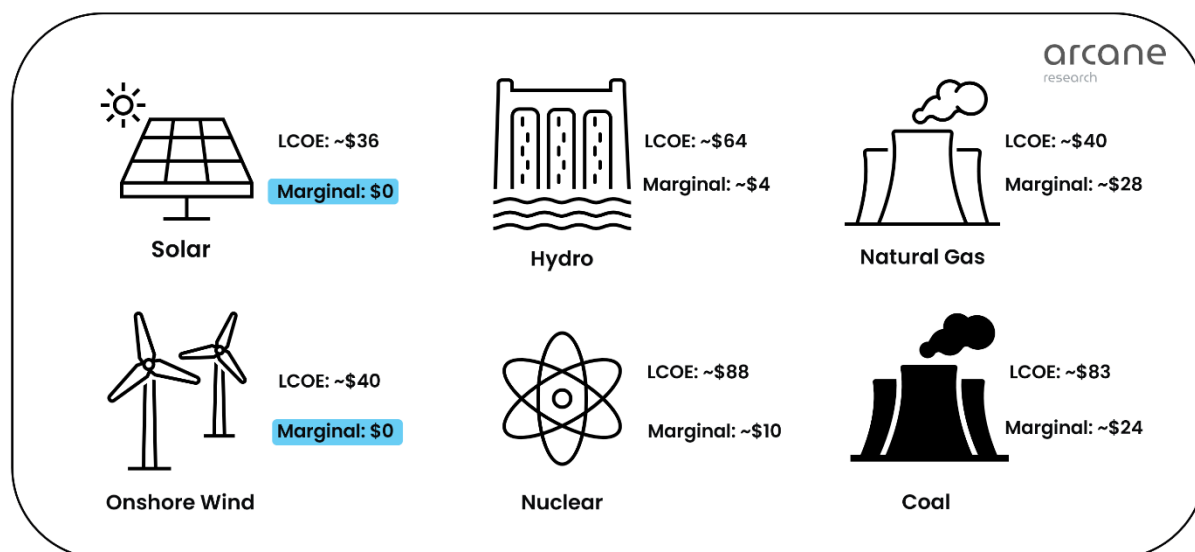 arcane
research
LCOE: ~$36
Marginal: $0
Solar
LCOE: ~$64
Marginal: ~$4
Hydro
LCOE: ~$40
Marginal: ~$28
Natural Gas
LCOE: ~$40
Marginal: $0
Onshore Wind
LCOE: ~$88
Marginal: ~$10
Nuclear
LCOE: ~$83
Marginal: ~$24
Coal